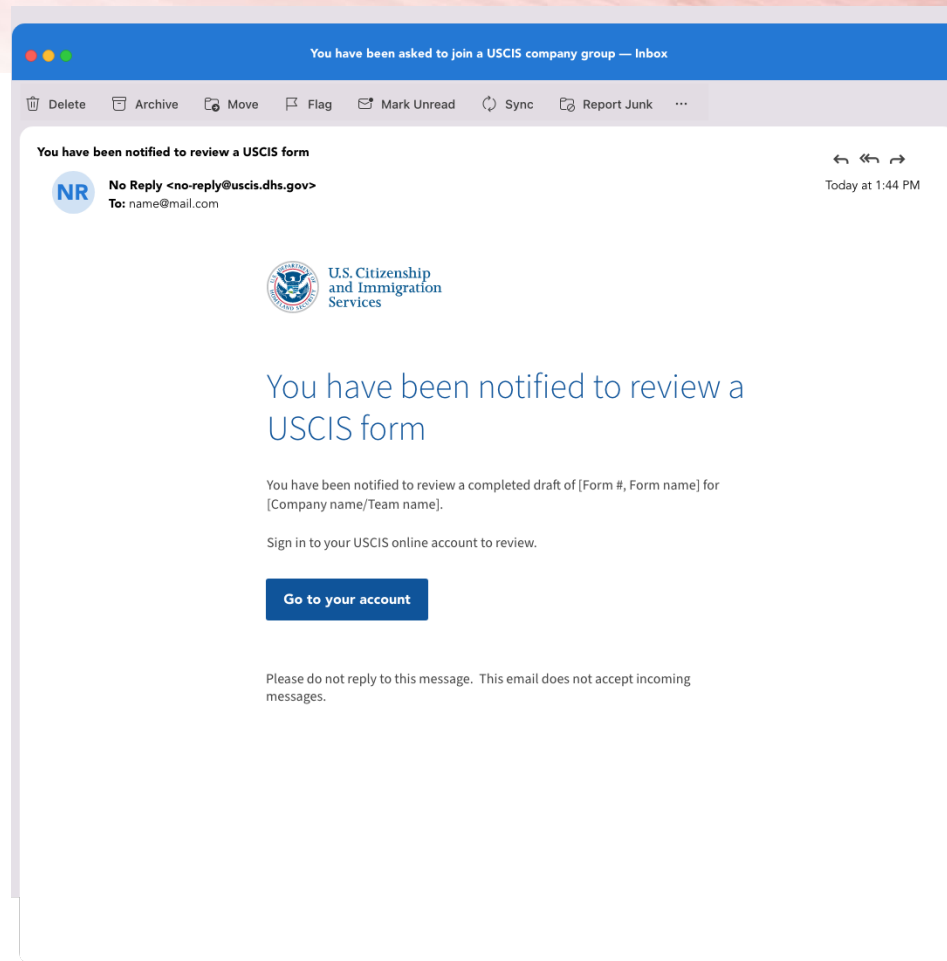 You have been asked to join a USCIS company group — Inbox
Delete Archive Move Flag Mark Unread Sync Report Junk ...
You have been notified to review a USCIS form
NR
No Reply <no-reply@uscis.dhs.gov>
To: name@mail.com
Today at 1:44 PM
U.S. Citizenship
and Immigration
Services
You have been notified to review a
USCIS form
You have been notified to review a completed draft of [Form #, Form name] for
[Company name/Team name].
Sign in to your USCIS online account to review.
Go to your account
Please do not reply to this message. This email does not accept incoming
messages.